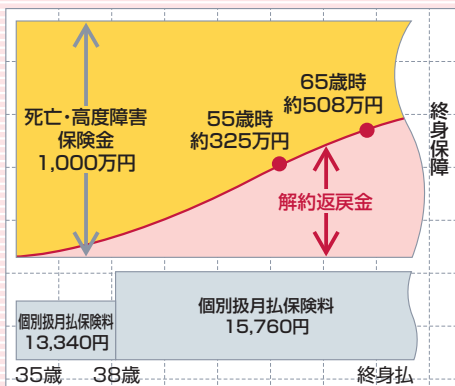 死亡・高度障害
保険金
1,000万円
55歳時
約325万円
65歳時
約508万円
終身保障
解約返戻金
個別扱月払保険料
13,340円
個別扱月払保険料
15,760円
35歳
38歳
終身払